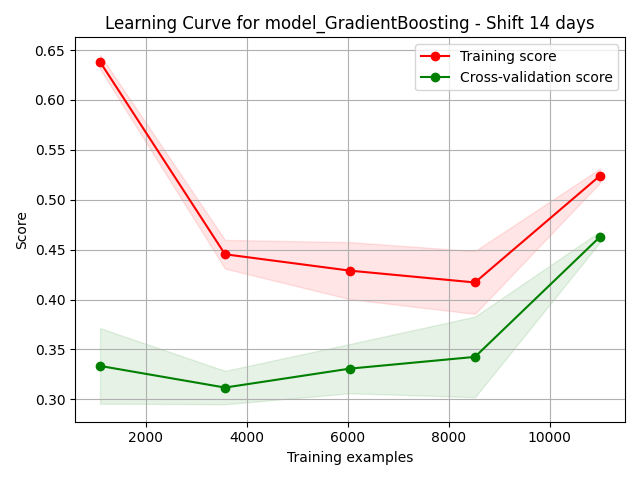 Learning Curve for model_GradientBoosting - Shift 14 days
Training score
Cross-validation score
0.65
0.60
0.55
0.50
0.45
0.40
0.35
0.30
Score
2000 4000 6000 8000 10000
Training examples